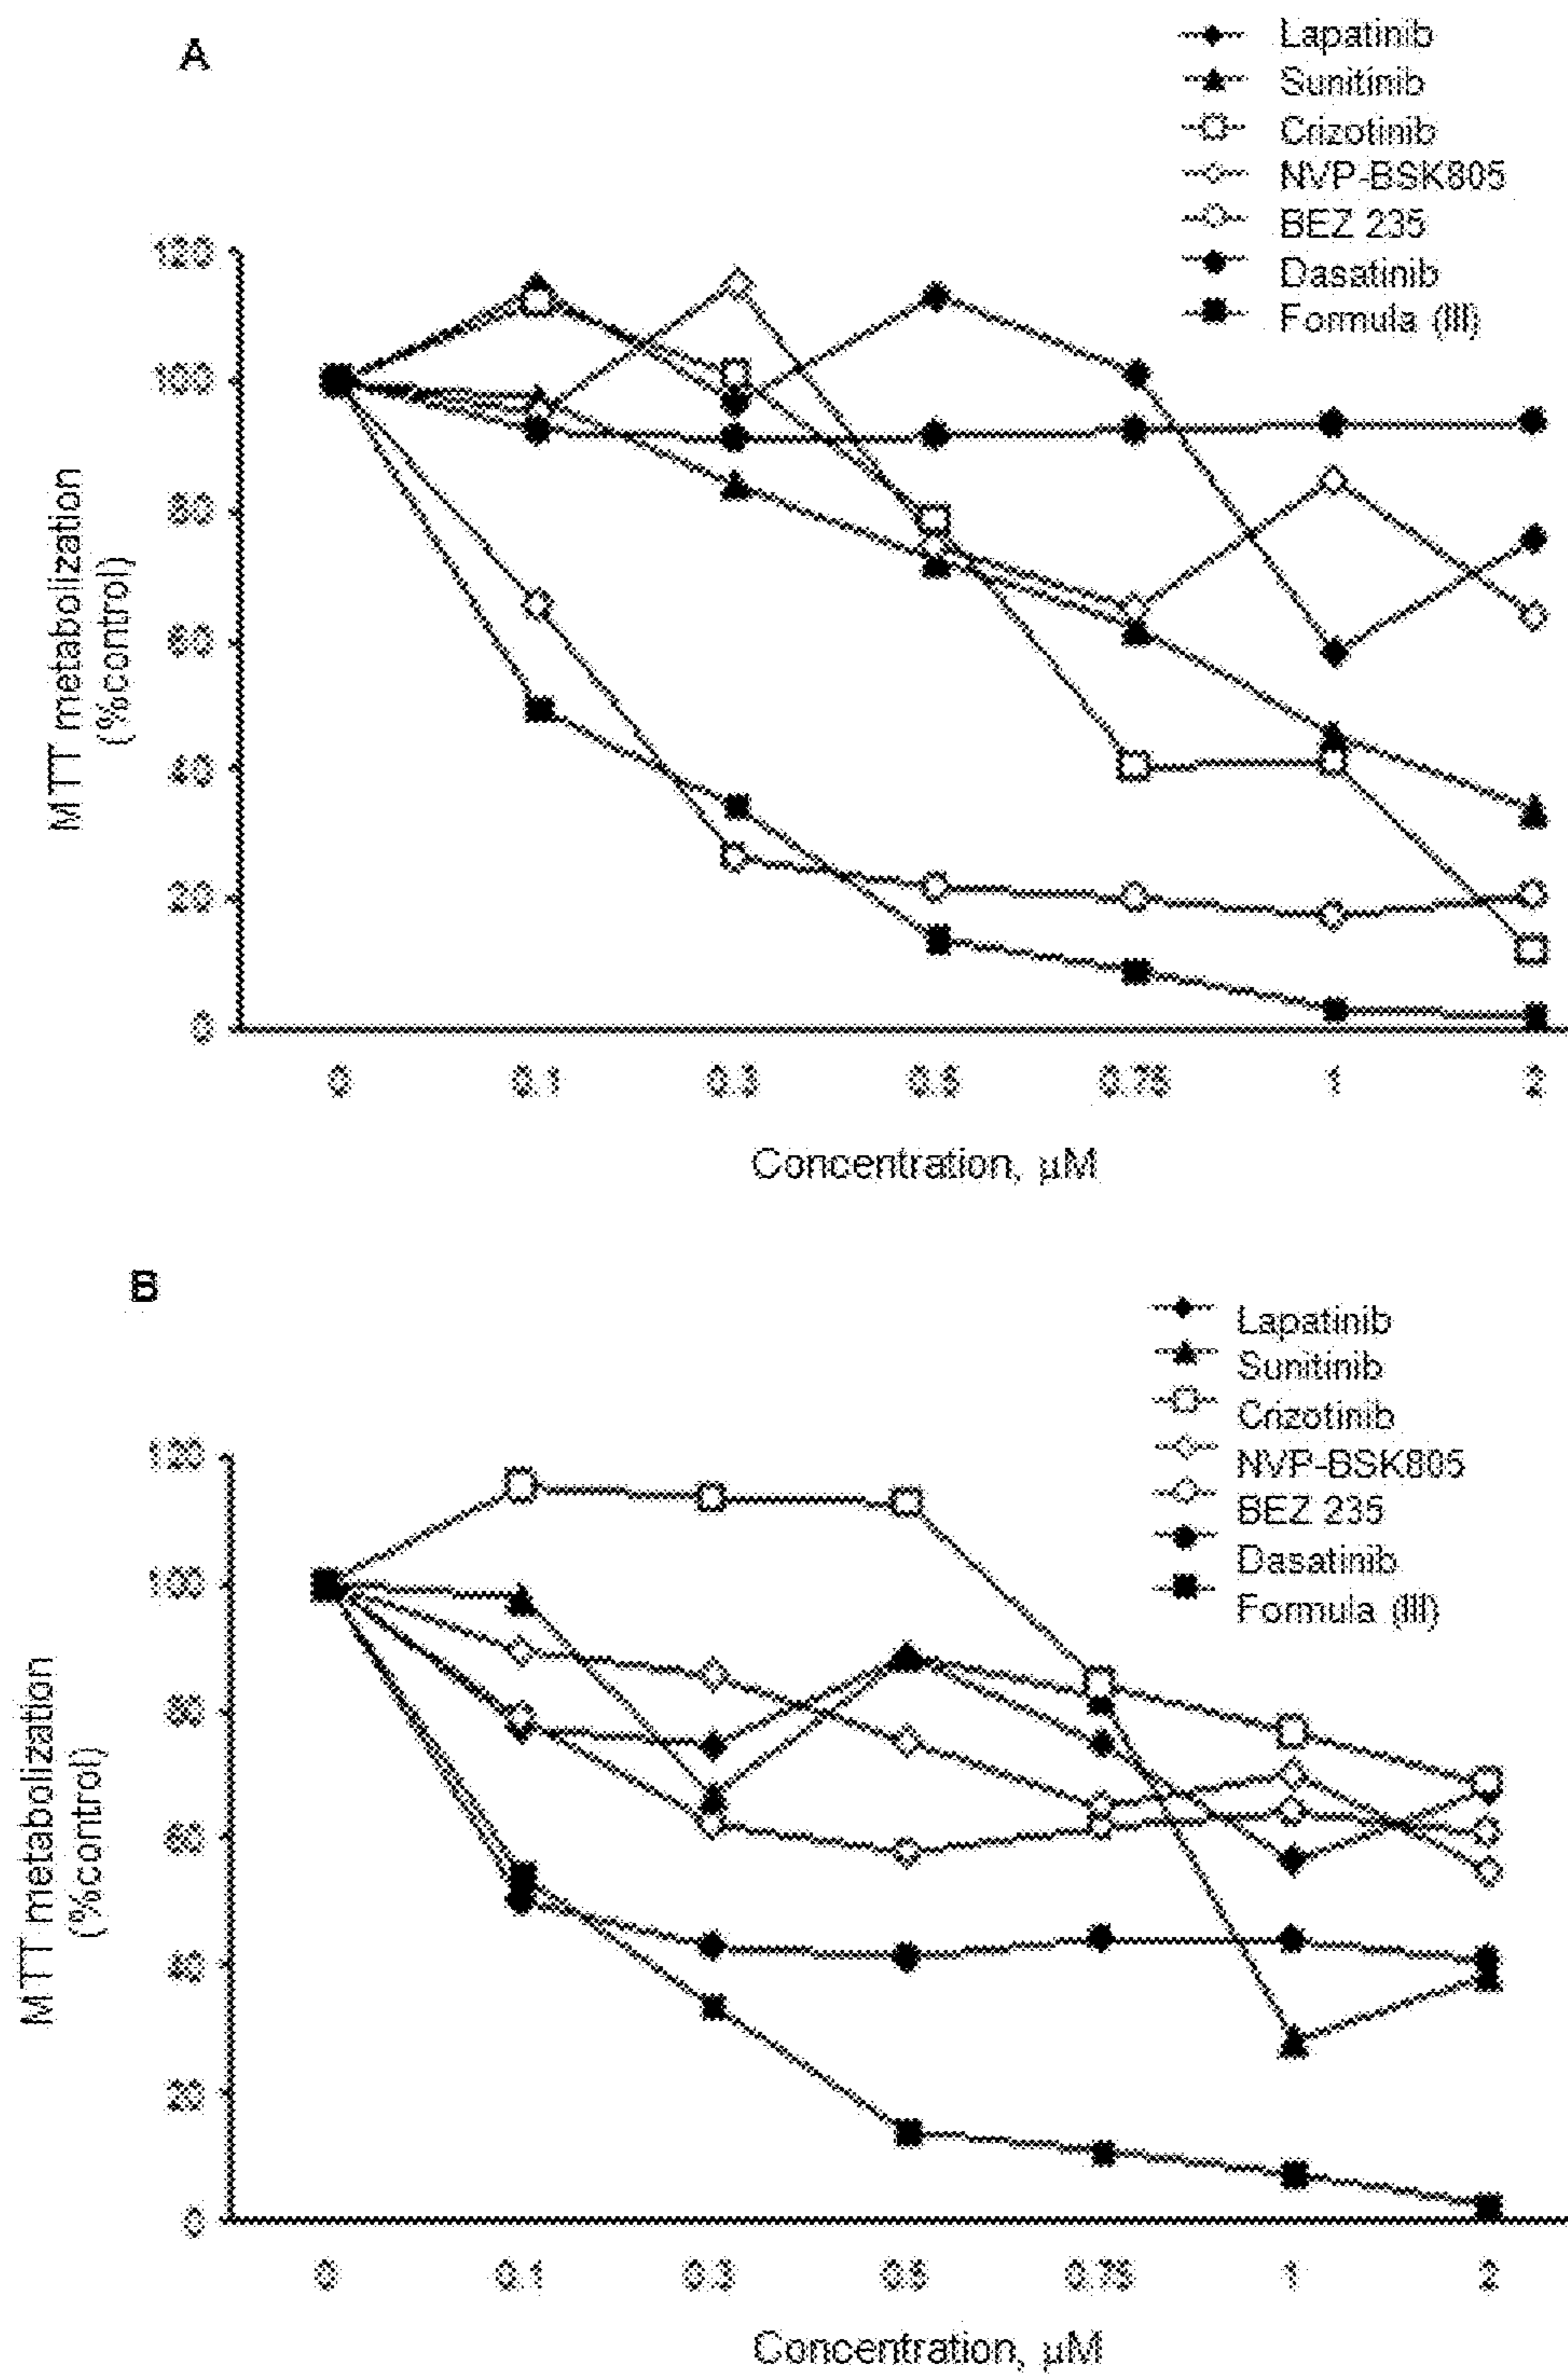 A
Lapatinib
Sunitinib
Crizotinib
NVP-BSK805
BEZ 235
Dasatinib
Formula (III)
120
100
80
60
40
20
0
MTT metabolization
(%control)
0 0.1 0.3 0.5 0.75 1 2
Concentration, µM
B
Lapatinib
Sunitinib
Crizotinib
NVP-BSK805
BEZ 235
Dasatinib
Formula (III)
120
100
80
60
40
20
0
MTT metabolization
(%control)
0 0.1 0.3 0.5 0.75 1 2
Concentration, µM